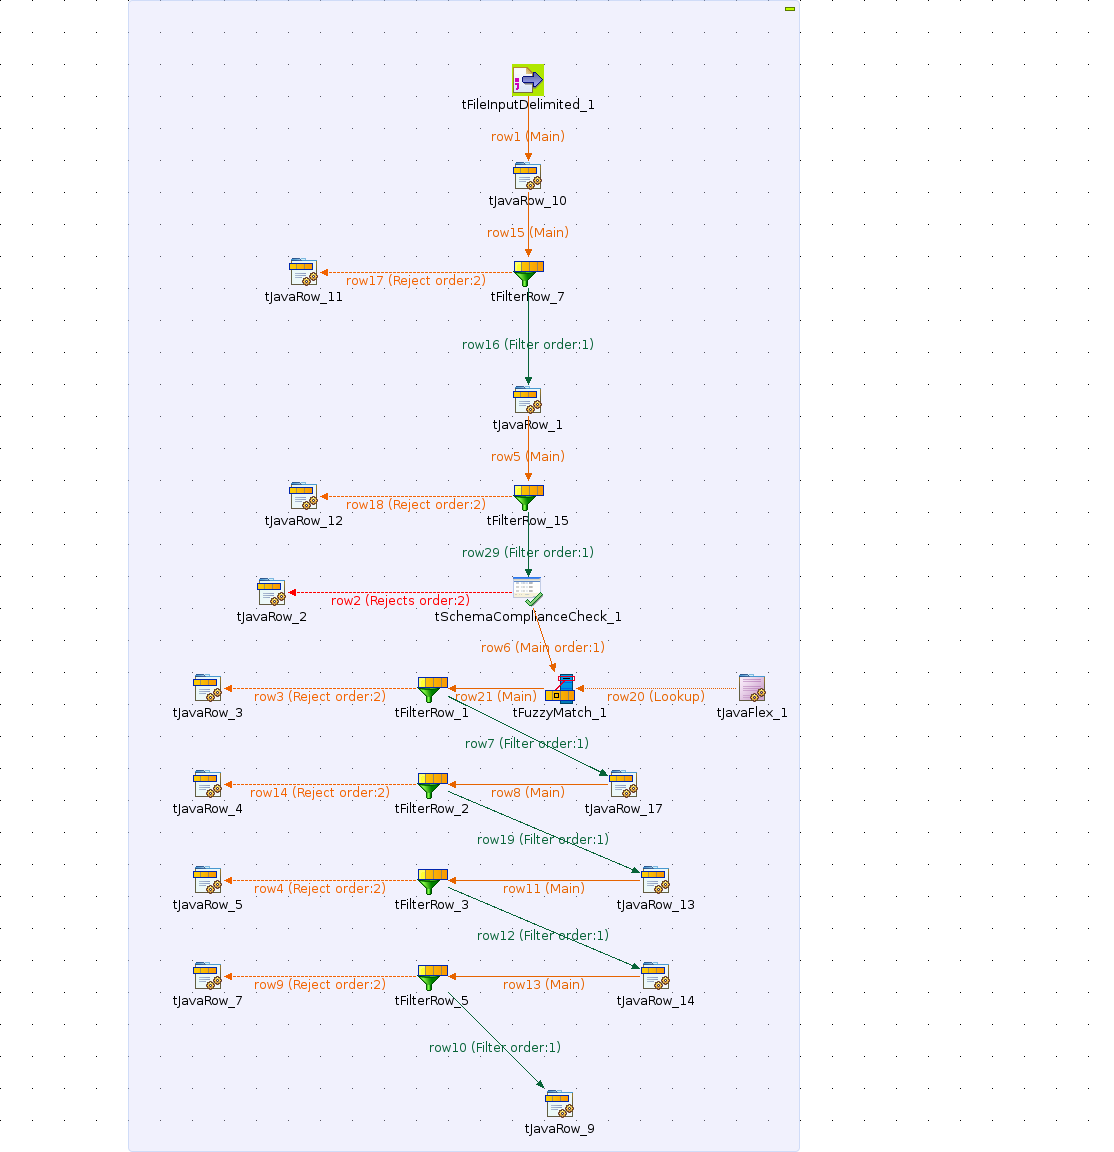 tFileInputDelimited_1
row1 (Main)
tJavaRow_10
row15 (Main)
row17 (Reject order:2)
tJavaRow_11
tFilterRow_7
row16 (Filter order:1)
tJavaRow_1
row5 (Main)
row18 (Reject order:2)
tJavaRow_12
tFilterRow_15
row29 (Filter order:1)
row2 (Rejects order:2)
tJavaRow_2
tSchemaComplianceCheck_1
row6 (Main order:1)
row3 (Reject order:2)
row21 (Main)
row20 (Lookup)
tJavaRow_3
tFilterRow_1
tFuzzyMatch_1
tJavaFlex_1
row7 (Filter order:1)
row14 (Reject order:2)
row8 (Main)
tJavaRow_4
tFilterRow_2
tJavaRow_17
row19 (Filter order:1)
row4 (Reject order:2)
row11 (Main)
tJavaRow_5
tFilterRow_3
tJavaRow_13
row12 (Filter order:1)
row9 (Reject order:2)
row13 (Main)
tJavaRow_7
tFilterRow_5
tJavaRow_14
row10 (Filter order:1)
tJavaRow_9